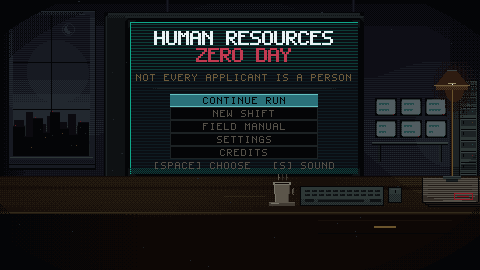 HUMAN RESOURCES
ZERO DAY
NOT EVERY APPLICANT IS A PERSON
CONTINUE RUN
NEW SHIFT
FIELD MANUAL
SETTINGS
CREDITS
[SPACE] CHOOSE [S] SOUND